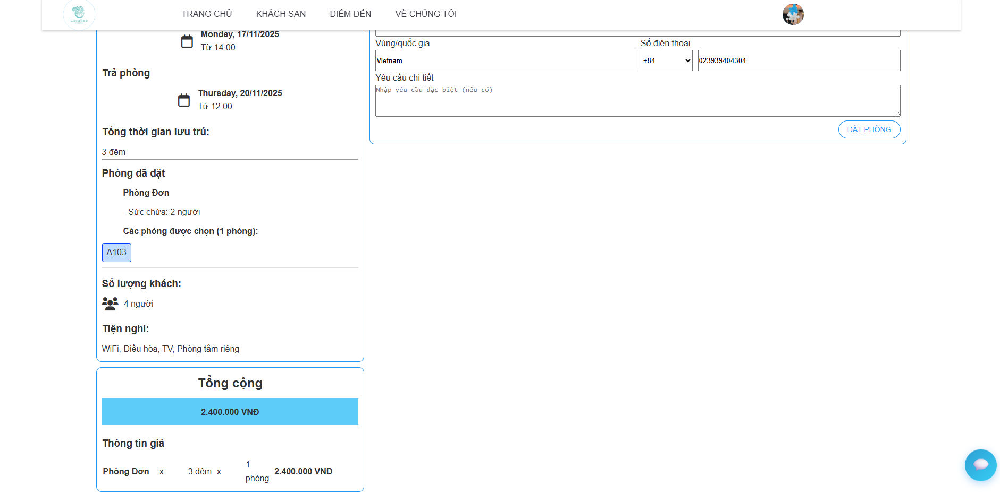 Lavallee
TRANG CHỦ KHÁCH SẠN ĐIỂM ĐẾN VỀ CHÚNG TÔI
Monday, 17/11/2025
Từ 14:00
Trả phòng
Thursday, 20/11/2025
Từ 12:00
Tổng thời gian lưu trú:
3 đêm
Phòng đã đặt
Phòng Đơn
- Sức chứa: 2 người
Các phòng được chọn (1 phòng):
A103
Số lượng khách:
4 người
Tiện nghi:
WiFi, Điều hòa, TV, Phòng tắm riêng
Tổng cộng
2.400.000 VNĐ
Thông tin giá
Phòng Đơn x 3 đêm x 1 phòng 2.400.000 VNĐ
Vùng/quốc gia Số điện thoại
Vietnam +84 023939404304
Yêu cầu chi tiết
Nhập yêu cầu đặc biệt (nếu có)
ĐẶT PHÒNG